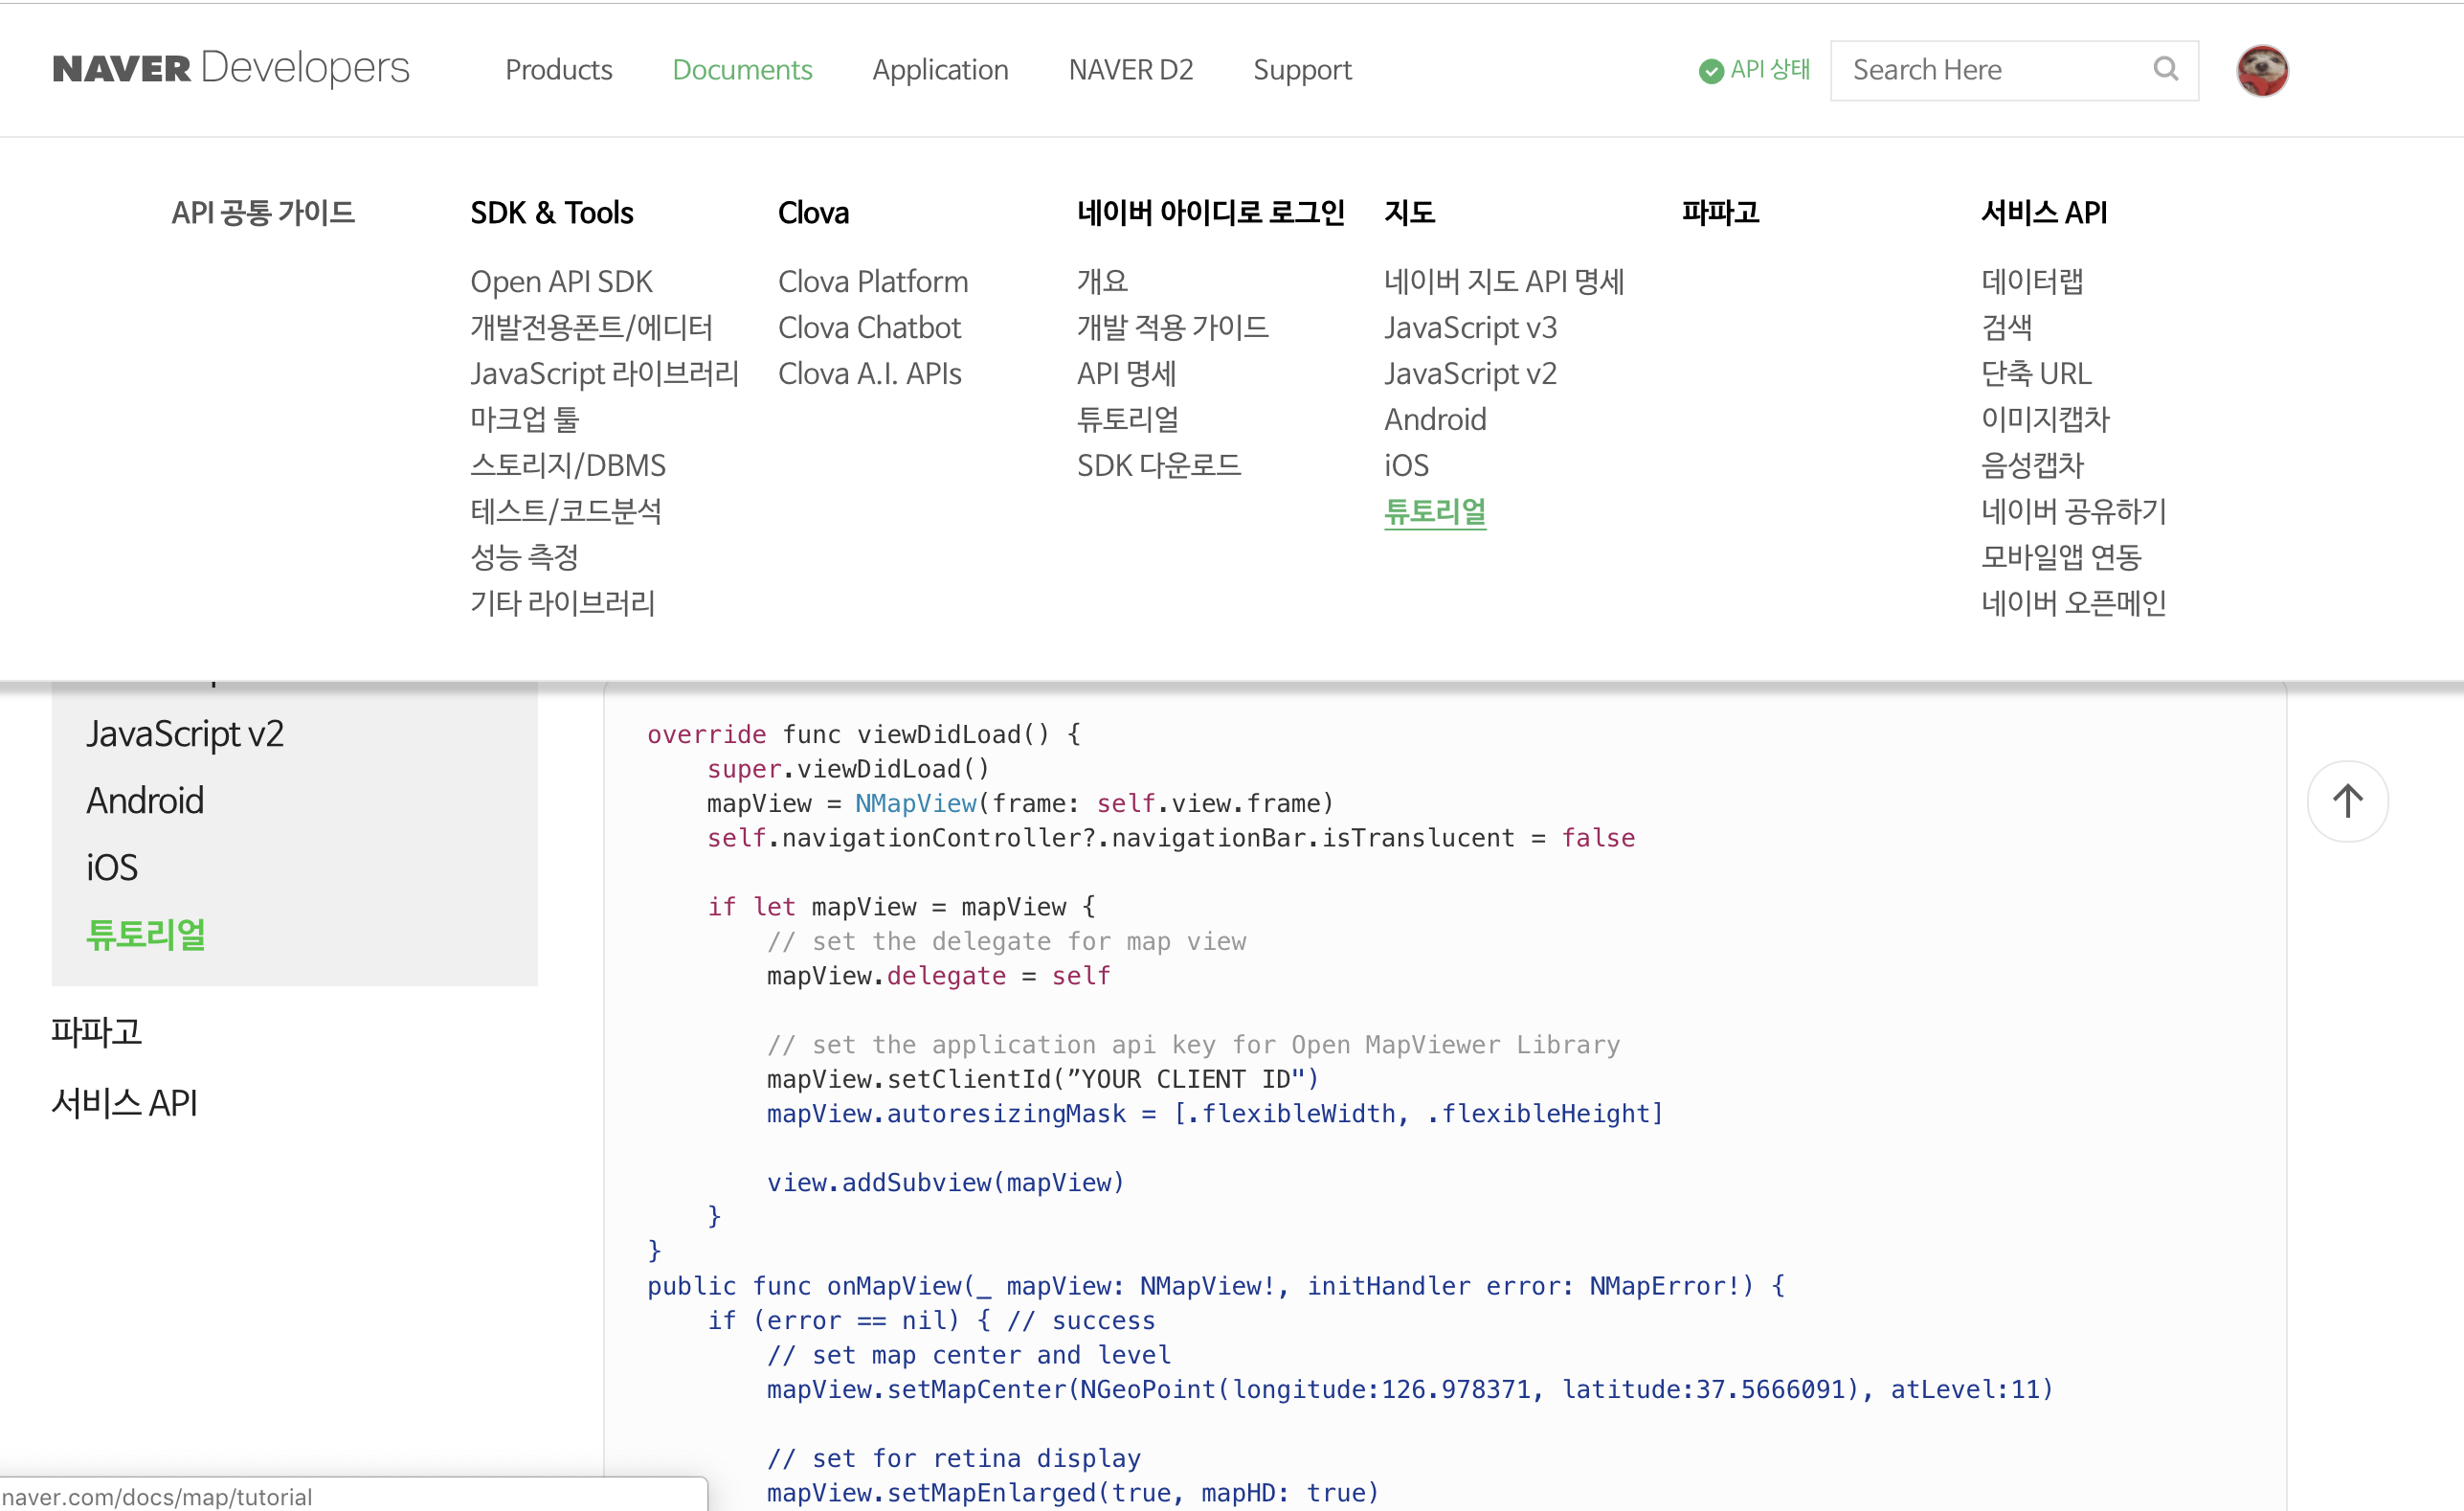 NAVER Developers
Products
Documents
Application
NAVER D2
Support
API 상태
Search Here
API 공통 가이드
SDK & Tools
Open API SDK
개발전용폰트/에디터
JavaScript 라이브러리
마크업 툴
스토리지/DBMS
테스트/코드분석
성능 측정
기타 라이브러리
Clova
Clova Platform
Clova Chatbot
Clova A.I. APIs
네이버 아이디로 로그인
개요
개발 적용 가이드
API 명세
튜토리얼
SDK 다운로드
지도
네이버 지도 API 명세
JavaScript v3
JavaScript v2
Android
iOS
튜토리얼
파파고
서비스 API
데이터랩
검색
단축 URL
이미지캡차
음성캡차
네이버 공유하기
모바일앱 연동
네이버 오픈메인
JavaScript v2
Android
iOS
튜토리얼
파파고
서비스 API
override func viewDidLoad() {
super.viewDidLoad()
mapView = NMapView(frame: self.view.frame)
self.navigationController?.navigationBar.isTranslucent = false
if let mapView = mapView {
// set the delegate for map view
mapView.delegate = self
// set the application api key for Open MapViewer Library
mapView.setClientId(”YOUR CLIENT ID")
mapView.autoresizingMask = [.flexibleWidth, .flexibleHeight]
view.addSubview(mapView)
}
}
public func onMapView(_ mapView: NMapView!, initHandler error: NMapError!) {
if (error == nil) { // success
// set map center and level
mapView.setMapCenter(NGeoPoint(longitude:126.978371, latitude:37.5666091), atLevel:11)
// set for retina display
mapView.setMapEnlarged(true, mapHD: true)
naver.com/docs/map/tutorial